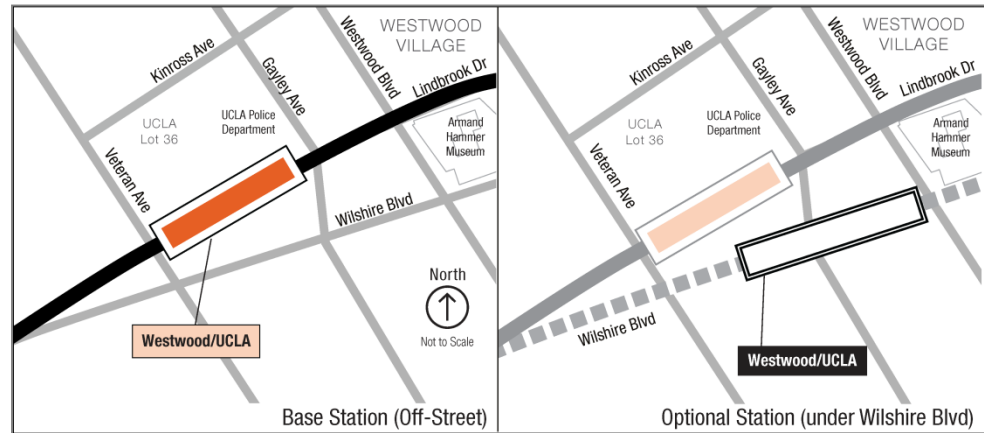 WESTWOOD
VILLAGE
Kinross Ave
Gayley Ave
Westwood Blvd
Lindbrook Dr
UCLA Police
Department
UCLA
Lot 36
Armand
Hammer
Museum
Veteran Ave
Wilshire Blvd
North
Not to Scale
Westwood/UCLA
Base Station (Off-Street)
WESTWOOD
VILLAGE
Kinross Ave
Gayley Ave
Westwood Blvd
Lindbrook Dr
UCLA Police
Department
UCLA
Lot 36
Armand
Hammer
Museum
Veteran Ave
Wilshire Blvd
Westwood/UCLA
Optional Station (under Wilshire Blvd)